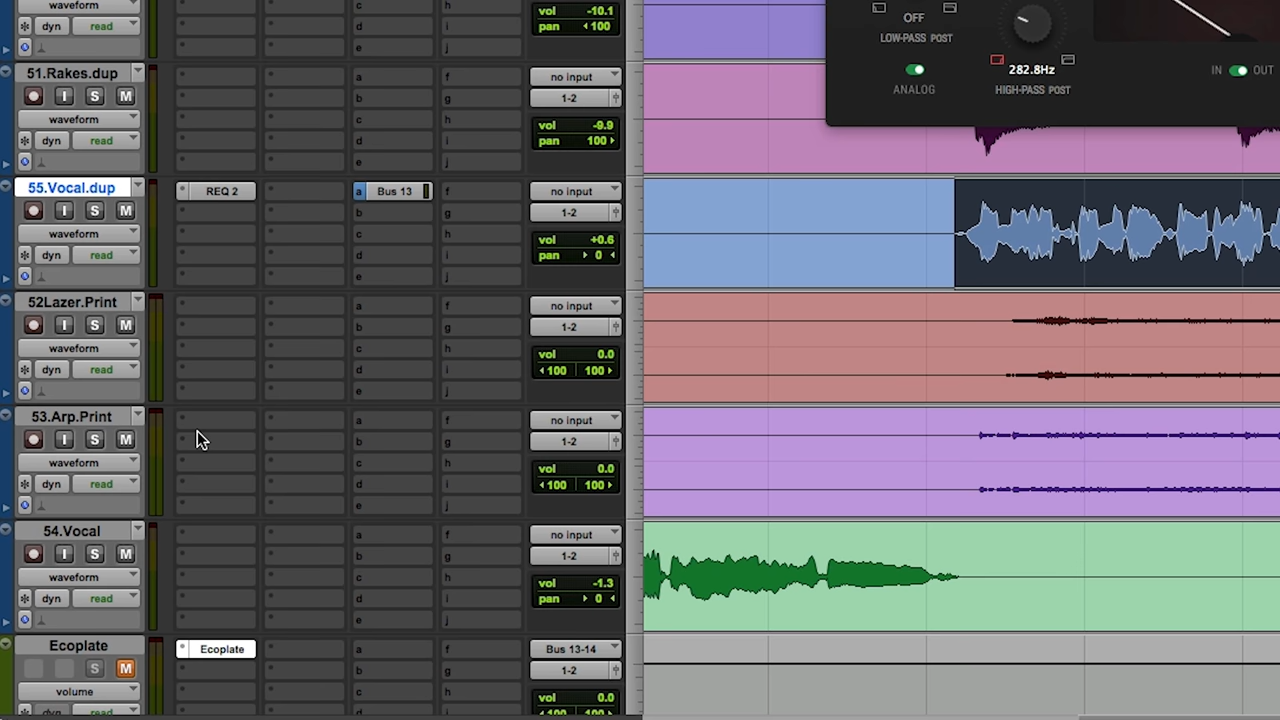 waveform c h vol -10.1
dyn read d i pan 100
e j
51.Rakes.dup a f no input
I S M b g 1-2
waveform c h vol -9.9
dyn read d i pan 100
e j
55.Vocal.dup REQ 2 a Bus 13 f no input
I S M b g 1-2
waveform c h vol +0.6
dyn read d i pan 0
e j
52Lazer.Print a f no input
I S M b g 1-2
waveform c h vol 0.0
dyn read d i 100 100
e j
53.Arp.Print a f no input
I S M b g 1-2
waveform c h vol 0.0
dyn read d i 100 100
e j
54.Vocal a f no input
I S M b g 1-2
waveform c h vol -1.3
dyn read d i pan 0
e j
Ecoplate Ecoplate a f Bus 13-14
S M b g 1-2
volume c h vol 0.0
dyn read d i 100 100
OFF
LOW-PASS POST
282.8Hz
IN OUT
ANALOG
HIGH-PASS POST